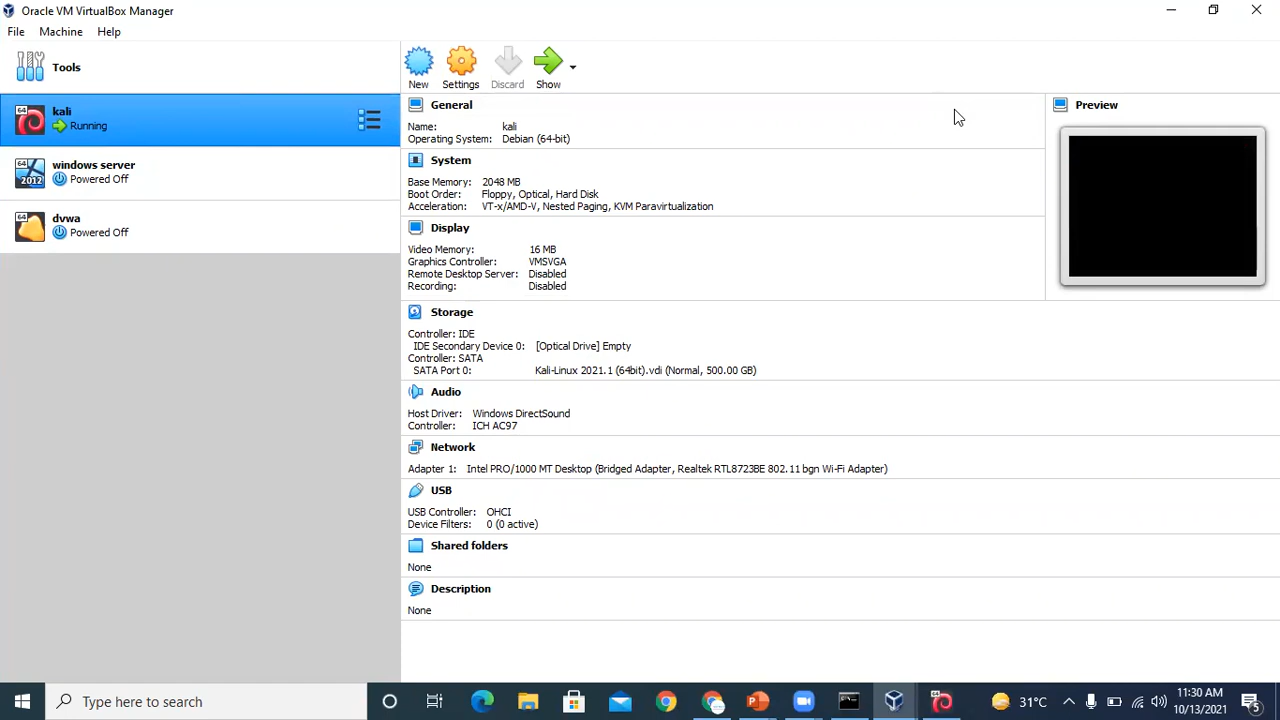 Oracle VM VirtualBox Manager
File Machine Help
Tools
New Settings Discard Show
64 kali
Running
64 2012 windows server
Powered Off
64 dvwa
Powered Off
General
Name: kali
Operating System: Debian (64-bit)
System
Base Memory: 2048 MB
Boot Order: Floppy, Optical, Hard Disk
Acceleration: VT-x/AMD-V, Nested Paging, KVM Paravirtualization
Display
Video Memory: 16 MB
Graphics Controller: VMSVGA
Remote Desktop Server: Disabled
Recording: Disabled
Storage
Controller: IDE
IDE Secondary Device 0: [Optical Drive] Empty
Controller: SATA
SATA Port 0: Kali-Linux 2021.1 (64bit).vdi (Normal, 500.00 GB)
Audio
Host Driver: Windows DirectSound
Controller: ICH AC97
Network
Adapter 1: Intel PRO/1000 MT Desktop (Bridged Adapter, Realtek RTL8723BE 802.11 bgn Wi-Fi Adapter)
USB
USB Controller: OHCI
Device Filters: 0 (0 active)
Shared folders
None
Description
None
Preview
Type here to search
31°C
11:30 AM
10/13/2021
5